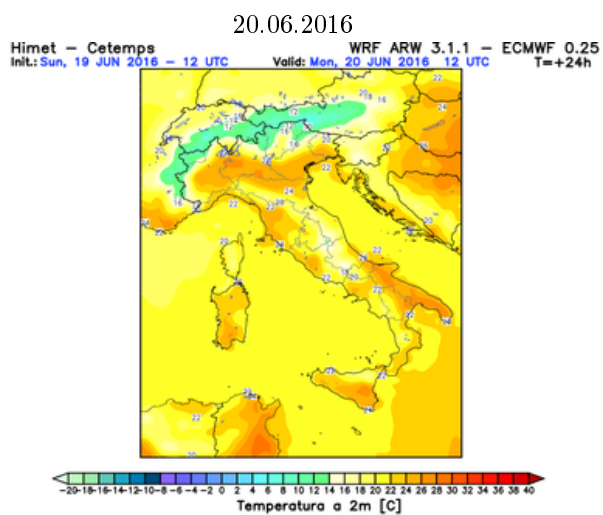 20.06.2016
Himet – Cetemps WRF ARW 3.1.1 – ECMWF 0.25
Init.: Sun, 19 JUN 2016 – 12 UTC Valid: Mon, 20 JUN 2016 12 UTC T=+24h
-20-18-16-14-12-10-8 -6 -4 -2 0 2 4 6 8 10 12 14 16 18 20 22 24 26 28 30 32 34 36 38 40
Temperatura a 2m [C]